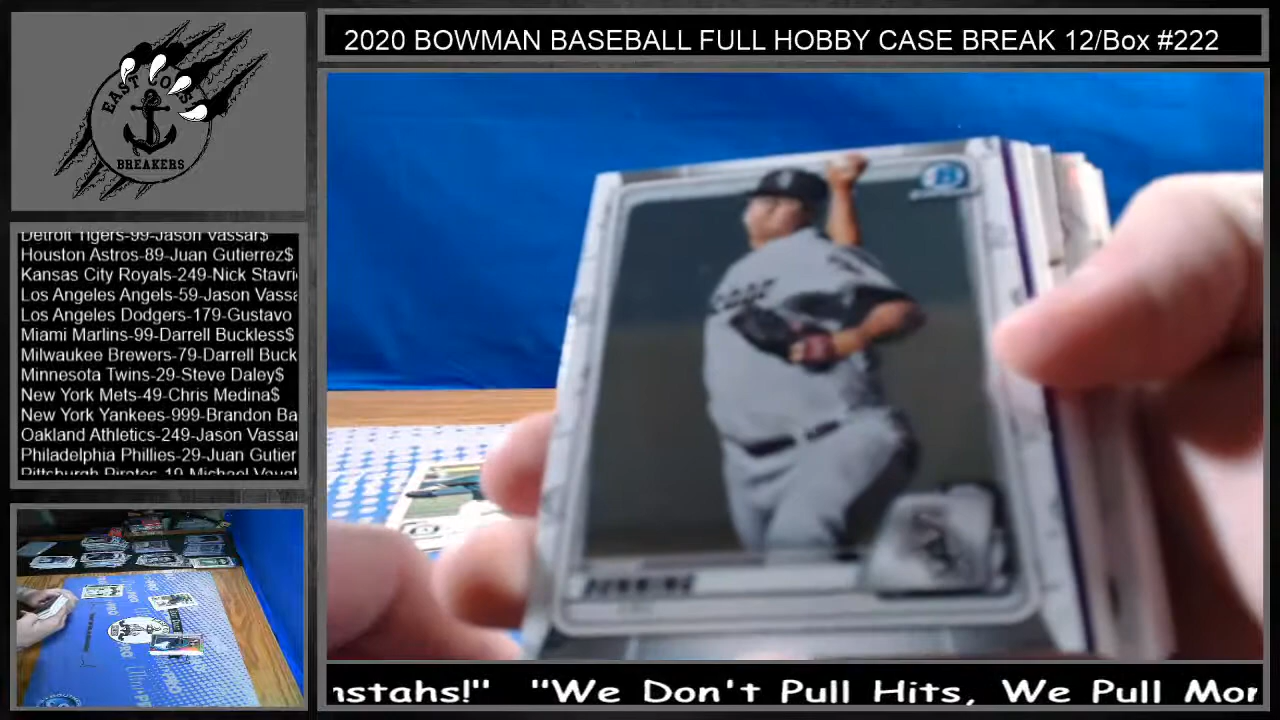 2020 BOWMAN BASEBALL FULL HOBBY CASE BREAK 12/Box #222
EAST COAST
BREAKERS
Detroit Tigers-99-Jason Vassar$
Houston Astros-89-Juan Gutierrez$
Kansas City Royals-249-Nick Stavri
Los Angeles Angels-59-Jason Vassa
Los Angeles Dodgers-179-Gustavo
Miami Marlins-99-Darrell Buckless$
Milwaukee Brewers-79-Darrell Buck
Minnesota Twins-29-Steve Daley$
New York Mets-49-Chris Medina$
New York Yankees-999-Brandon Ba
Oakland Athletics-249-Jason Vassar
Philadelphia Phillies-29-Juan Gutier
Pittsburgh Pirates-19-Michael Vaugh
B
DUNNING
nstahs!" "We Don't Pull Hits, We Pull Mon